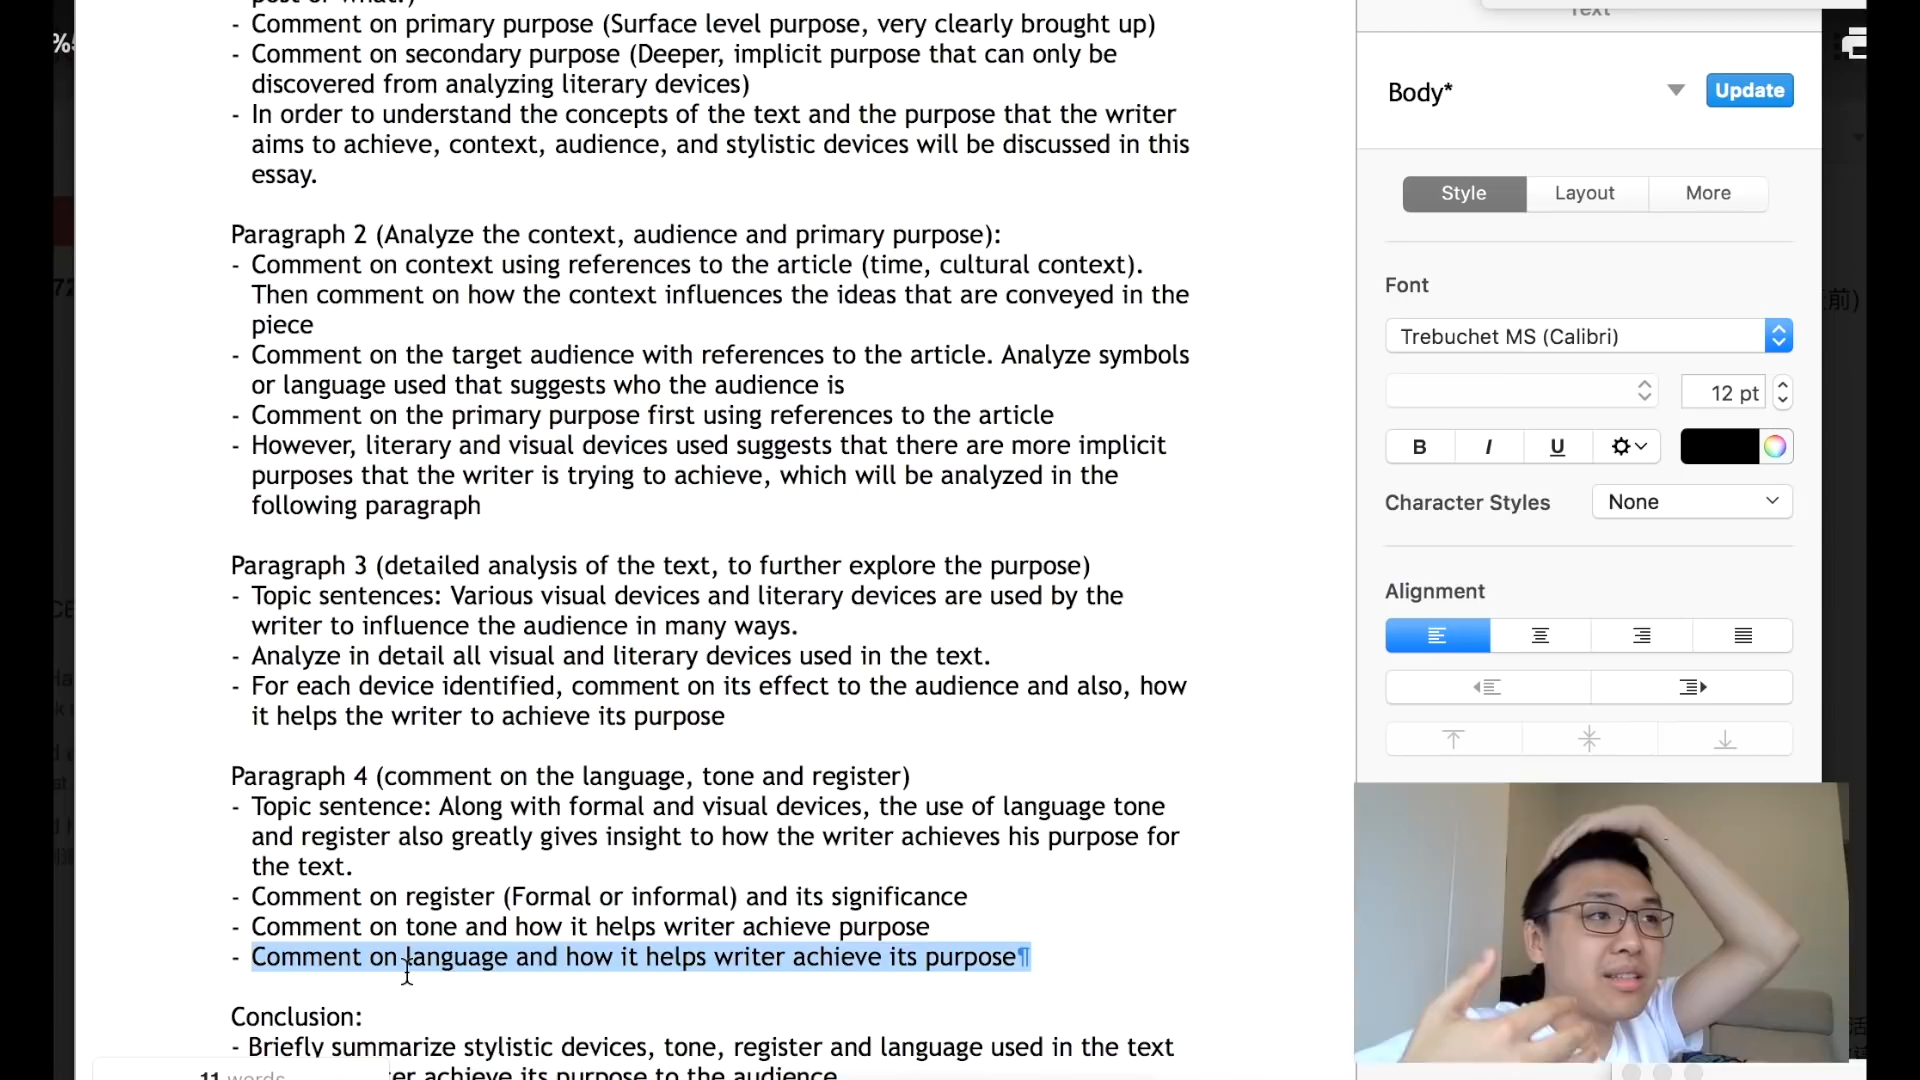 - Comment on primary purpose (Surface level purpose, very clearly brought up)
- Comment on secondary purpose (Deeper, implicit purpose that can only be
discovered from analyzing literary devices)
- In order to understand the concepts of the text and the purpose that the writer
aims to achieve, context, audience, and stylistic devices will be discussed in this
essay.
Paragraph 2 (Analyze the context, audience and primary purpose):
- Comment on context using references to the article (time, cultural context).
Then comment on how the context influences the ideas that are conveyed in the
piece
- Comment on the target audience with references to the article. Analyze symbols
or language used that suggests who the audience is
- Comment on the primary purpose first using references to the article
- However, literary and visual devices used suggests that there are more implicit
purposes that the writer is trying to achieve, which will be analyzed in the
following paragraph
Paragraph 3 (detailed analysis of the text, to further explore the purpose)
- Topic sentences: Various visual devices and literary devices are used by the
writer to influence the audience in many ways.
- Analyze in detail all visual and literary devices used in the text.
- For each device identified, comment on its effect to the audience and also, how
it helps the writer to achieve its purpose
Paragraph 4 (comment on the language, tone and register)
- Topic sentence: Along with formal and visual devices, the use of language tone
and register also greatly gives insight to how the writer achieves his purpose for
the text.
- Comment on register (Formal or informal) and its significance
- Comment on tone and how it helps writer achieve purpose
- Comment on language and how it helps writer achieve its purpose¶
Conclusion:
- Briefly summarize stylistic devices, tone, register and language used in the text
achieve its purpose to the audience
11 words
Text
Body*
Update
Style Layout More
Font
Trebuchet MS (Calibri)
12 pt
B I U
Character Styles None
Alignment